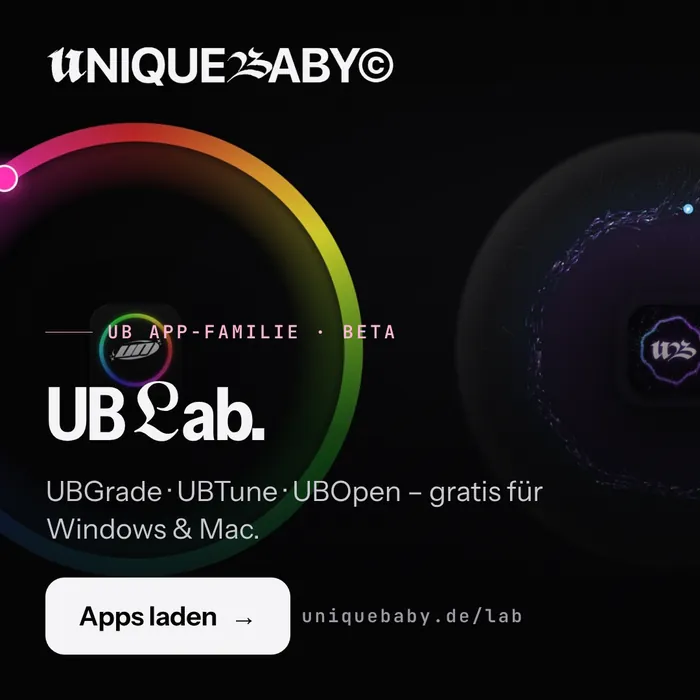 UNIQUEBABY©
UB APP-FAMILIE · BETA
UB Lab.
UBGrade · UBTune · UBOpen – gratis für
Windows & Mac.
Apps laden →
uniquebaby.de/lab
UB